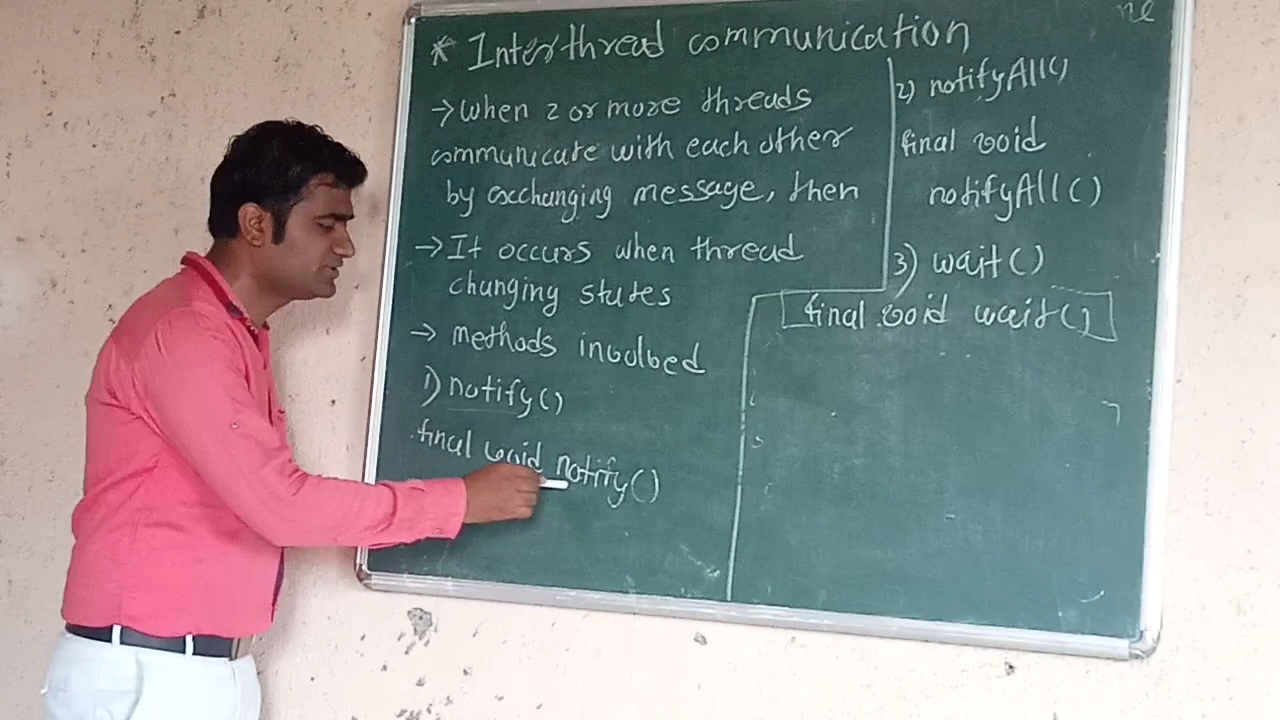 * Interthread communication
→ When 2 or more threads
communicate with each other
by exchanging message, then
→ It occurs when thread
changing states
→ methods involbed
1) notify()
final void notify()
2) notifyAll()
final void
notifyAll()
3) wait()
final void wait()